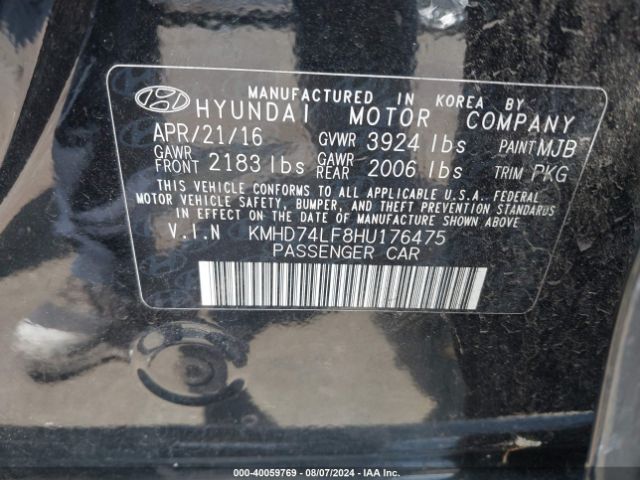 MANUFACTURED IN KOREA BY
HYUNDAI MOTOR COMPANY
APR/21/16 GVWR 3924 lbs PAINT MJB
GAWR FRONT 2183 lbs GAWR REAR 2006 lbs TRIM PKG
THIS VEHICLE CONFORMS TO ALL APPLICABLE U.S.A. FEDERAL
MOTOR VEHICLE SAFETY, BUMPER, AND THEFT PREVENTION STANDARDS
IN EFFECT ON THE DATE OF MANUFACTURE SHOWN ABOVE
V.I.N KMHD74LF8HU176475
PASSENGER CAR
000-40059769 - 08/07/2024 - IAA Inc.